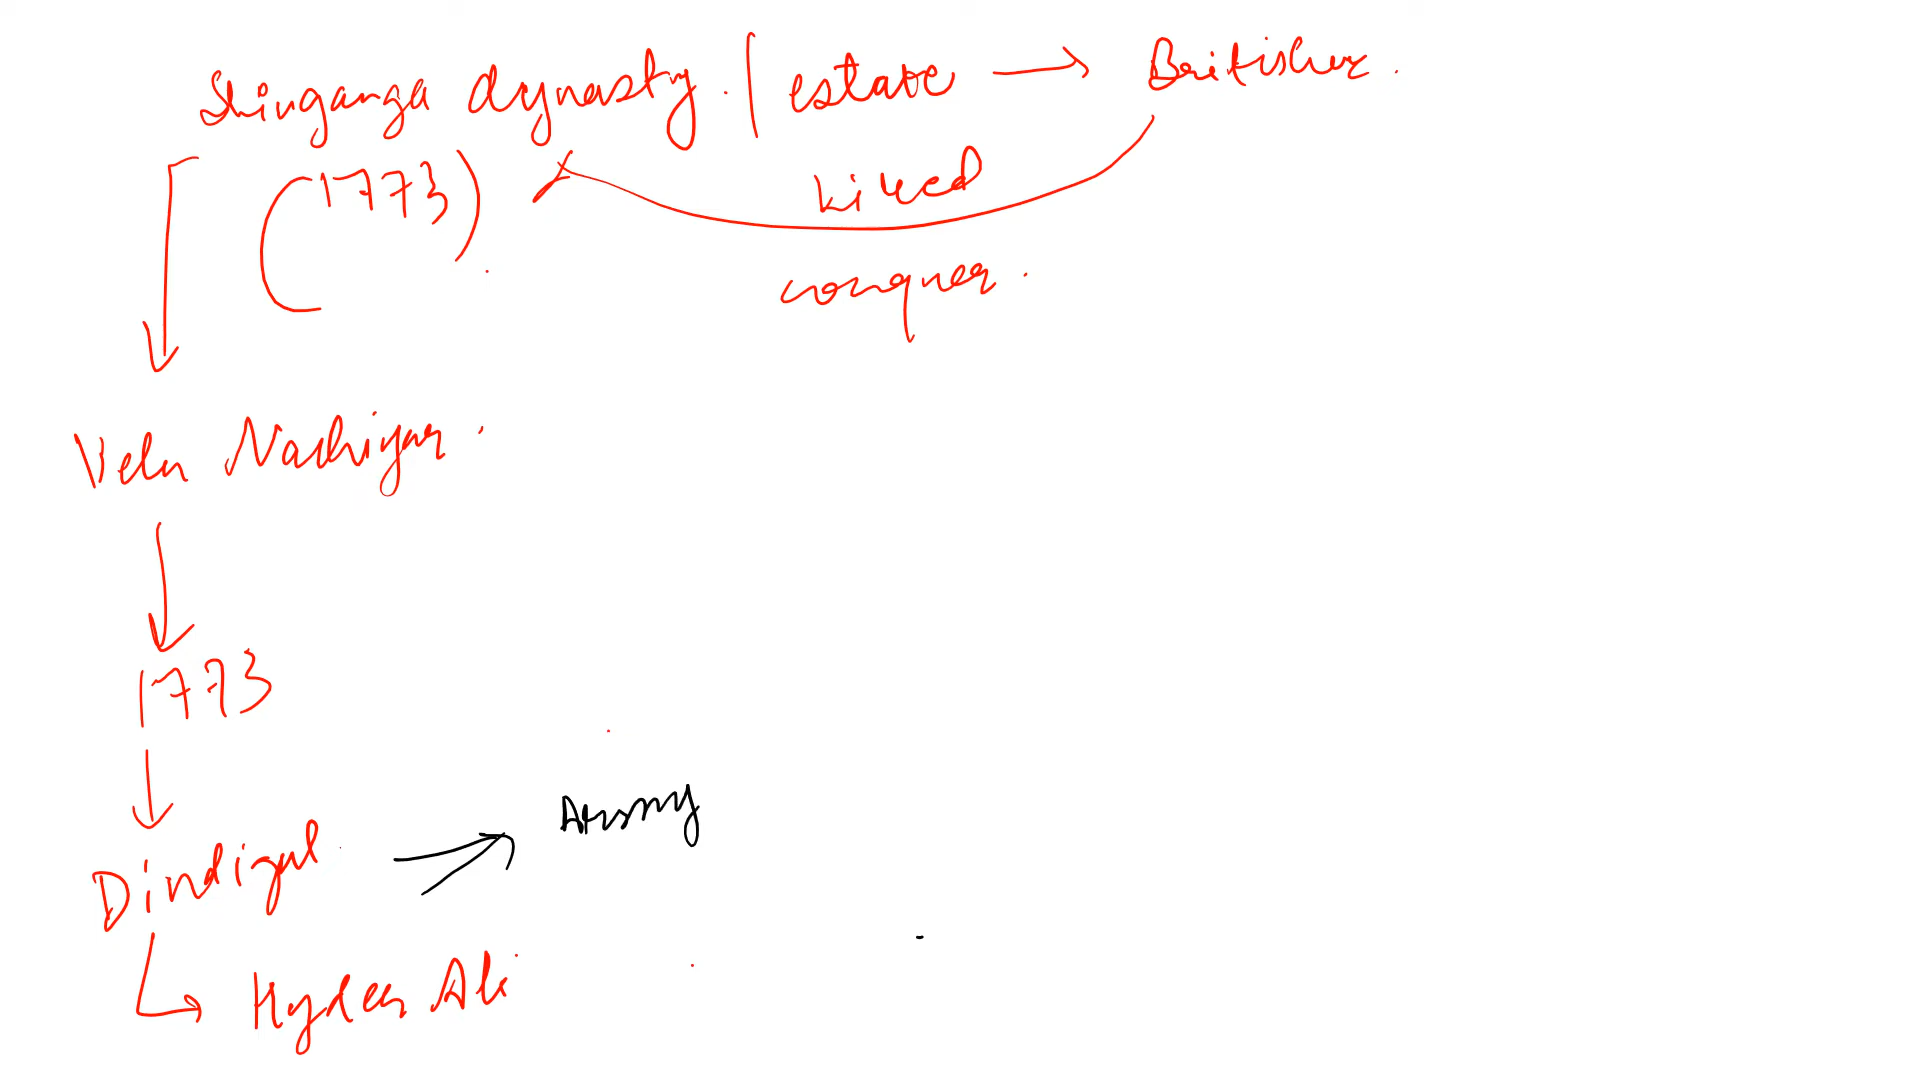 Shivganga dynasty. / estate → Britisher.
(1773)
killed
conquer.
Velu Nachiyar.
1773
Army
Dindigul
Hyder Ali